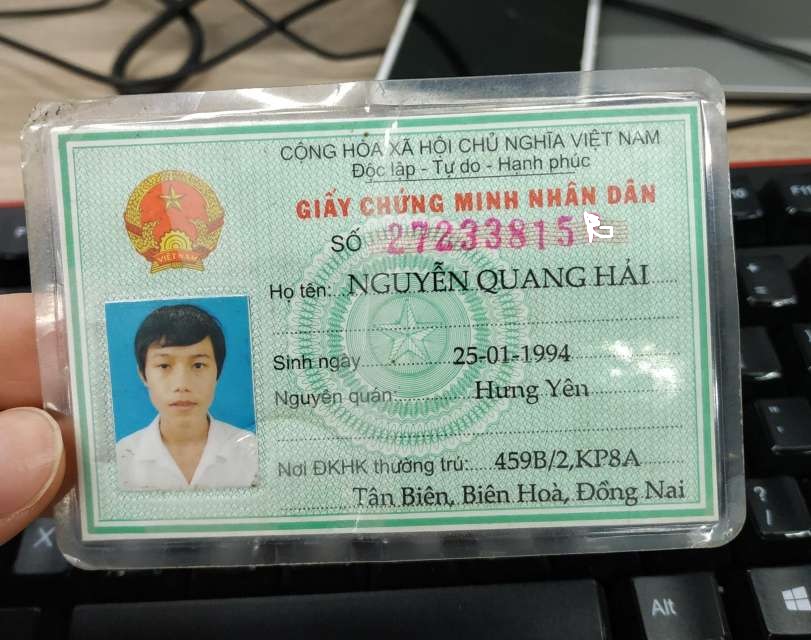 CỘNG HÒA XÃ HỘI CHỦ NGHĨA VIỆT NAM
Độc lập - Tự do - Hạnh phúc
GIẤY CHỨNG MINH NHÂN DÂN
SỐ 27233815
VIỆT NAM
Họ tên: NGUYỄN QUANG HẢI
Sinh ngày 25-01-1994
Nguyên quán Hưng Yên
Nơi ĐKHK thường trú: 459B/2,KP8A
Tân Biên, Biên Hoà, Đồng Nai
X
?
/
Alt